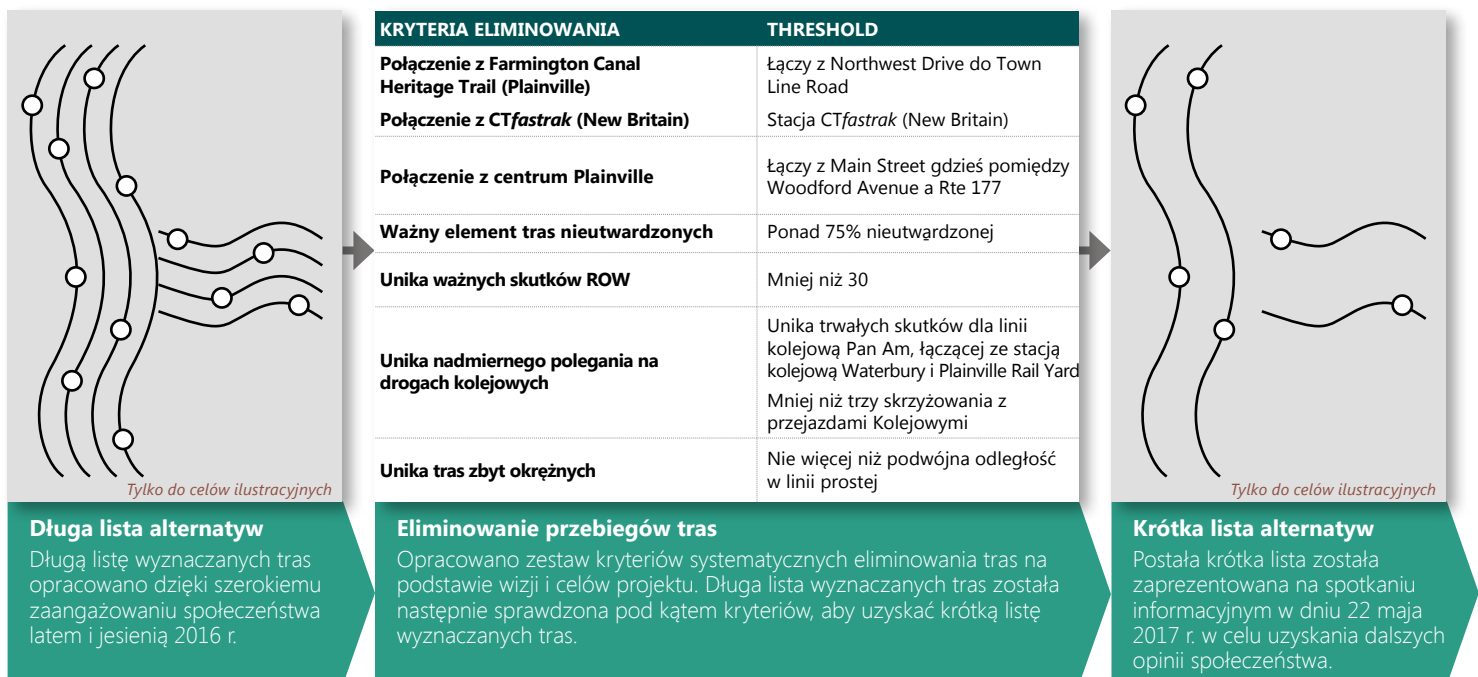 Tylko do celów ilustracyjnych
Długa lista alternatyw
Długą listę wyznaczanych tras
opracowano dzięki szerokiemu
zaangażowaniu społeczeństwa
latem i jesienią 2016 r.
KRYTERIA ELIMINOWANIA THRESHOLD
Połączenie z Farmington Canal
Heritage Trail (Plainville)
Łączy z Northwest Drive do Town
Line Road
Połączenie z CTfastrak (New Britain)
Stacja CTfastrak (New Britain)
Połączenie z centrum Plainville
Łączy z Main Street gdzieś pomiędzy
Woodford Avenue a Rte 177
Ważny element tras nieutwardzonych
Ponad 75% nieutwardzonej
Unika ważnych skutków ROW
Mniej niż 30
Unika nadmiernego polegania na
drogach kolejowych
Unika trwałych skutków dla linii
kolejową Pan Am, łączącej ze stacją
kolejową Waterbury i Plainville Rail Yard
Mniej niż trzy skrzyżowania z
przejazdami Kolejowymi
Unika tras zbyt okrężnych
Nie więcej niż podwójna odległość
w linii prostej
Eliminowanie przebiegów tras
Opracowano zestaw kryteriów systematycznych eliminowania tras na
podstawie wizji i celów projektu. Długa lista wyznaczanych tras została
następnie sprawdzona pod kątem kryteriów, aby uzyskać krótką listę
wyznaczanych tras.
Tylko do celów ilustracyjnych
Krótka lista alternatyw
Postała krótka lista została
zaprezentowana na spotkaniu
informacyjnym w dniu 22 maja
2017 r. w celu uzyskania dalszych
opinii społeczeństwa.